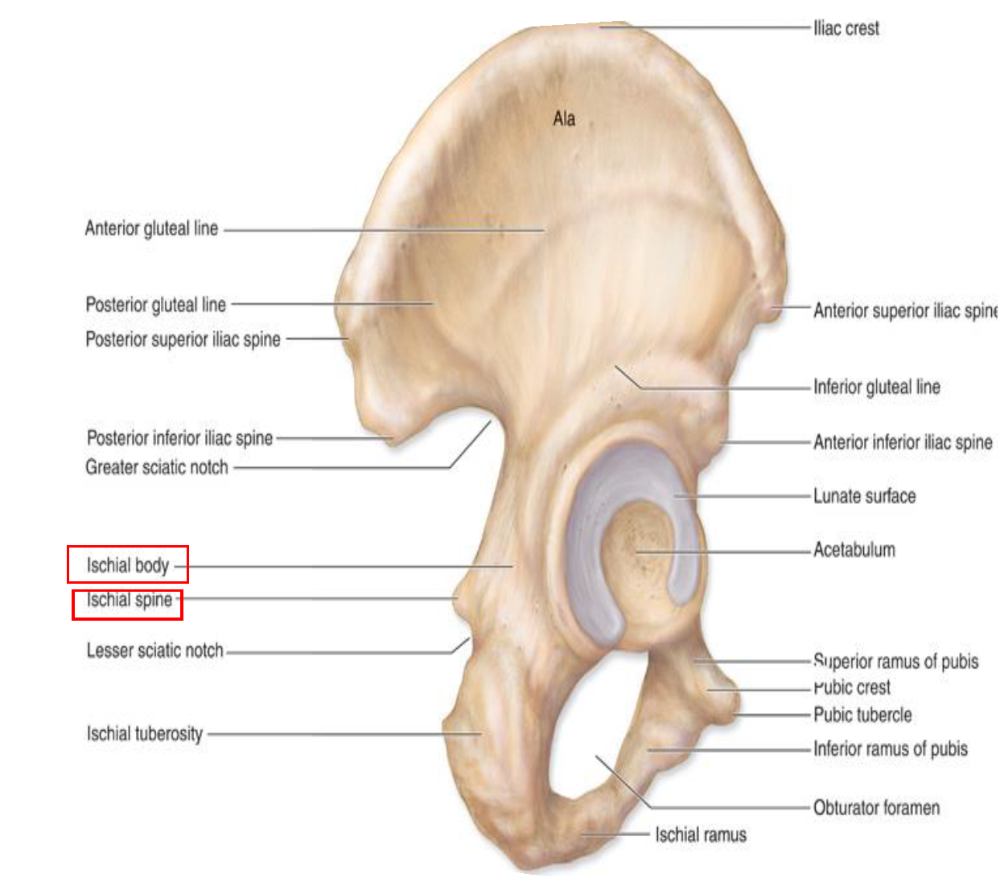 Iliac crest
Ala
Anterior gluteal line
Posterior gluteal line
Posterior superior iliac spine
Posterior inferior iliac spine
Greater sciatic notch
Ischial body
Ischial spine
Lesser sciatic notch
Ischial tuberosity
Anterior superior iliac spine
Inferior gluteal line
Anterior inferior iliac spine
Lunate surface
Acetabulum
Superior ramus of pubis
Pubic crest
Pubic tubercle
Inferior ramus of pubis
Obturator foramen
Ischial ramus